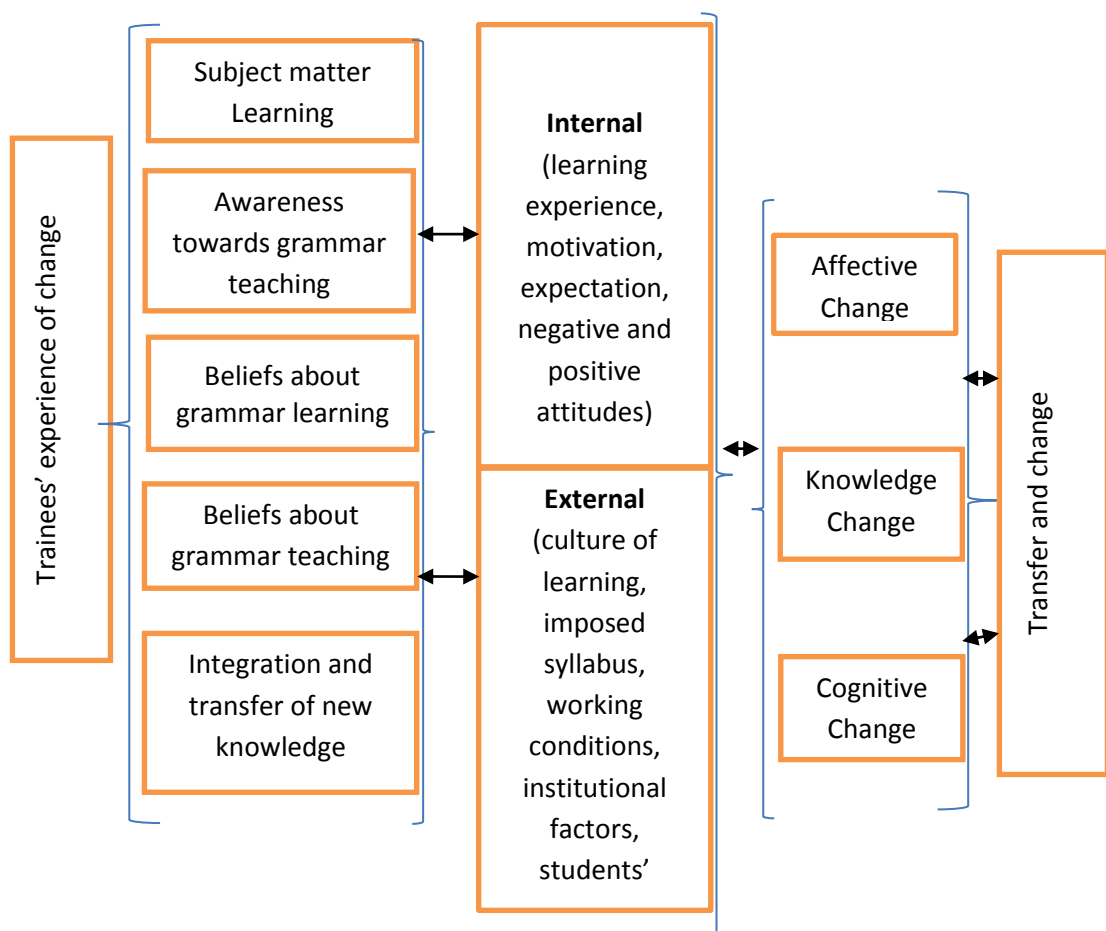 Trainees’ experience of change
Subject matter
Learning
Awareness
towards grammar
teaching
Beliefs about
grammar learning
Beliefs about
grammar teaching
Integration and
transfer of new
knowledge
Internal
(learning
experience,
motivation,
expectation,
negative and
positive
attitudes)
External
(culture of
learning,
imposed
syllabus,
working
conditions,
institutional
factors,
students’
Affective
Change
Knowledge
Change
Cognitive
Change
Transfer and change